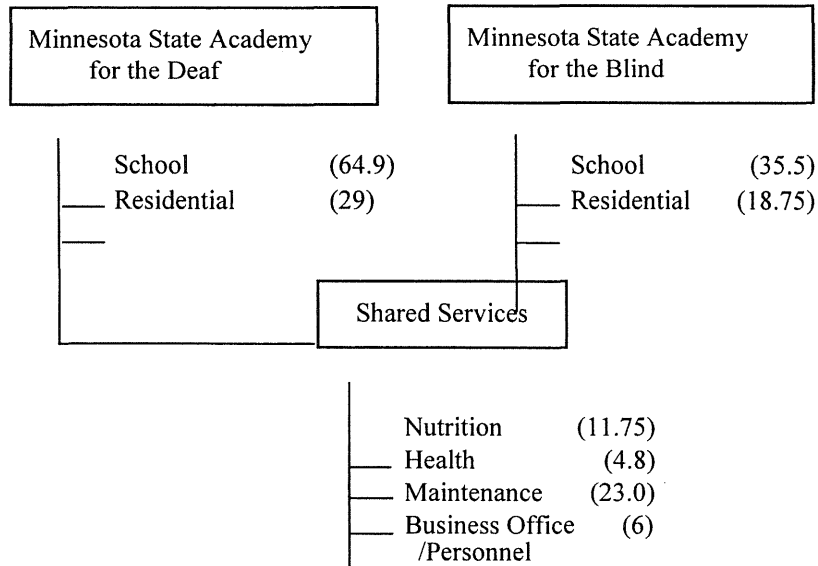 Minnesota State Academy
for the Deaf
Minnesota State Academy
for the Blind
School (64.9)
Residential (29)
School (35.5)
Residential (18.75)
Shared Services
Nutrition (11.75)
Health (4.8)
Maintenance (23.0)
Business Office (6)
/Personnel